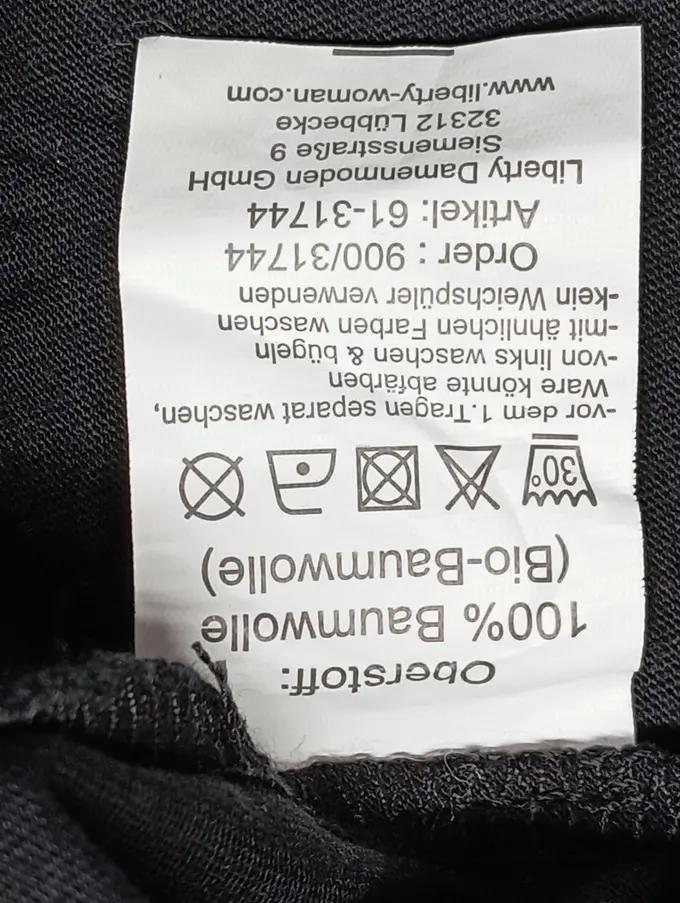 Oberstoff:
100% Baumwolle
(Bio-Baumwolle)
30°
-vor dem 1.Tragen separat waschen,
Ware könnte abfärben
-von links waschen & bügeln
-mit ähnlichen Farben waschen
-kein Weichspüler verwenden
Order : 900/31744
Artikel: 61-31744
Liberty Damenmoden GmbH
Siemensstraße 9
32312 Lübbecke
www.liberty-woman.com